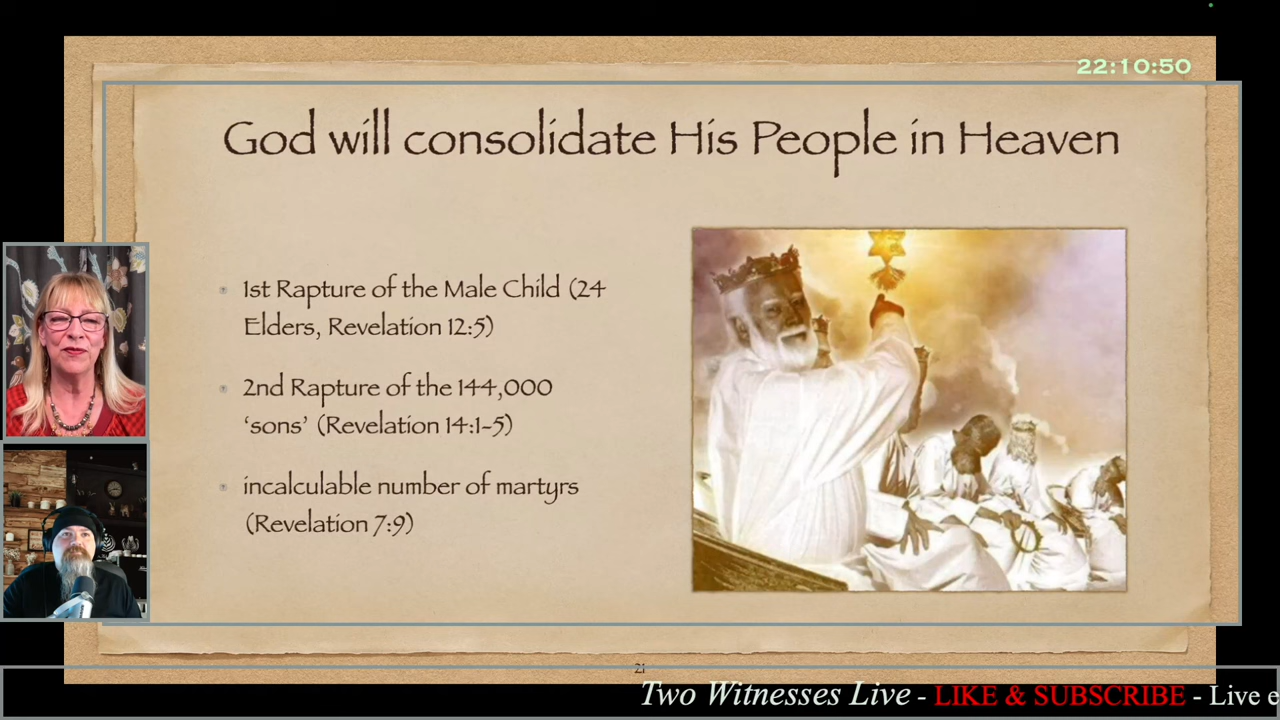 22:10:50
God will consolidate His People in Heaven
1st Rapture of the Male Child (24
Elders, Revelation 12:5)
2nd Rapture of the 144,000
‘sons’ (Revelation 14:1-5)
incalculable number of martyrs
(Revelation 7:9)
21
Two Witnesses Live - LIKE & SUBSCRIBE - Live e